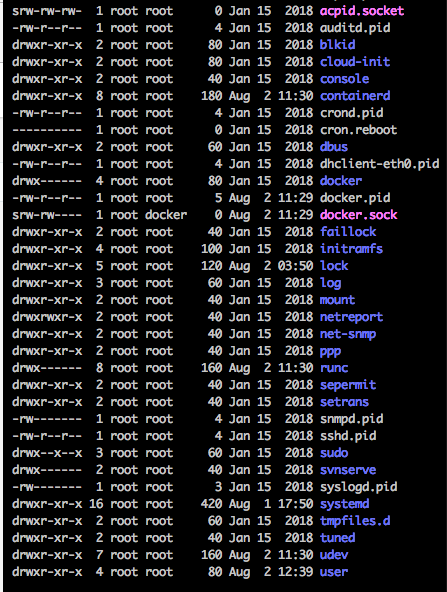 srw-rw-rw-  1 root root      0 Jan 15  2018 acpid.socket
-rw-r--r--  1 root root      4 Jan 15  2018 auditd.pid
drwxr-xr-x  2 root root     80 Jan 15  2018 blkid
drwxr-xr-x  2 root root     80 Jan 15  2018 cloud-init
drwxr-xr-x  2 root root     40 Jan 15  2018 console
drwxr-xr-x  8 root root    180 Aug  2 11:30 containerd
-rw-r--r--  1 root root      4 Jan 15  2018 crond.pid
----------  1 root root      0 Jan 15  2018 cron.reboot
drwxr-xr-x  2 root root     60 Jan 15  2018 dbus
-rw-r--r--  1 root root      4 Jan 15  2018 dhclient-eth0.pid
drwx------  4 root root     80 Jan 15  2018 docker
-rw-r--r--  1 root root      5 Aug  2 11:29 docker.pid
srw-rw----  1 root docker    0 Aug  2 11:29 docker.sock
drwxr-xr-x  2 root root     40 Jan 15  2018 faillock
drwxr-xr-x  4 root root    100 Jan 15  2018 initramfs
drwxr-xr-x  5 root root    120 Aug  2 03:50 lock
drwxr-xr-x  3 root root     60 Jan 15  2018 log
drwxr-xr-x  2 root root     40 Jan 15  2018 mount
drwxrwxr-x  2 root root     40 Jan 15  2018 netreport
drwxr-xr-x  2 root root     40 Jan 15  2018 net-snmp
drwxr-xr-x  2 root root     40 Jan 15  2018 ppp
drwx------  8 root root    160 Aug  2 11:30 runc
drwxr-xr-x  2 root root     40 Jan 15  2018 sepermit
drwxr-xr-x  2 root root     40 Jan 15  2018 setrans
-rw-------  1 root root      4 Jan 15  2018 snmpd.pid
-rw-r--r--  1 root root      4 Jan 15  2018 sshd.pid
drwx--x--x  3 root root     60 Jan 15  2018 sudo
drwx------  2 root root     40 Jan 15  2018 svnserve
-rw-------  1 root root      3 Jan 15  2018 syslogd.pid
drwxr-xr-x 16 root root    420 Aug  1 17:50 systemd
drwxr-xr-x  2 root root     60 Jan 15  2018 tmpfiles.d
drwxr-xr-x  2 root root     40 Jan 15  2018 tuned
drwxr-xr-x  7 root root    160 Aug  2 11:30 udev
drwxr-xr-x  4 root root     80 Aug  2 12:39 user